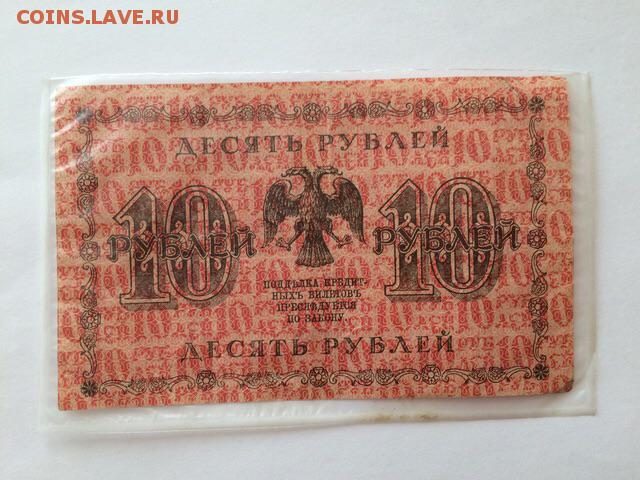 COINS.LAVE.RU
ДЕСЯТЬ РУБЛЕЙ
10 10
РУБЛЕЙ РУБЛЕЙ
ПОДДѢЛКА КРЕДИТ-
НЫХЪ БИЛЕТОВЪ
ПРЕСЛѢДУЕТСЯ
ПО ЗАКОНУ.
ДЕСЯТЬ РУБЛЕЙ